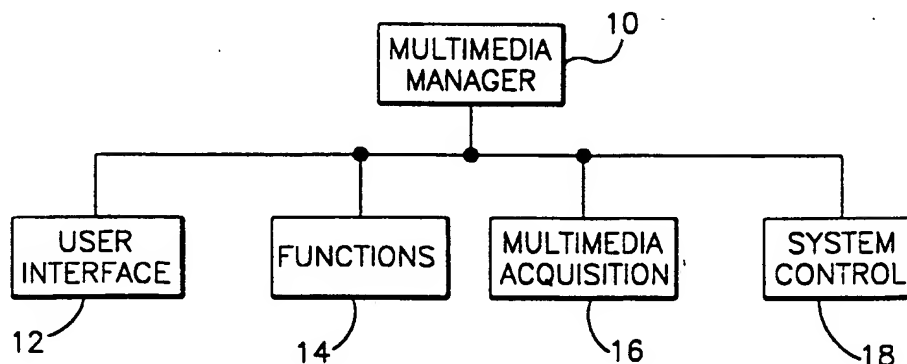 10
MULTIMEDIA
MANAGER
USER
INTERFACE
FUNCTIONS
MULTIMEDIA
ACQUISITION
SYSTEM
CONTROL
12
14
16
18